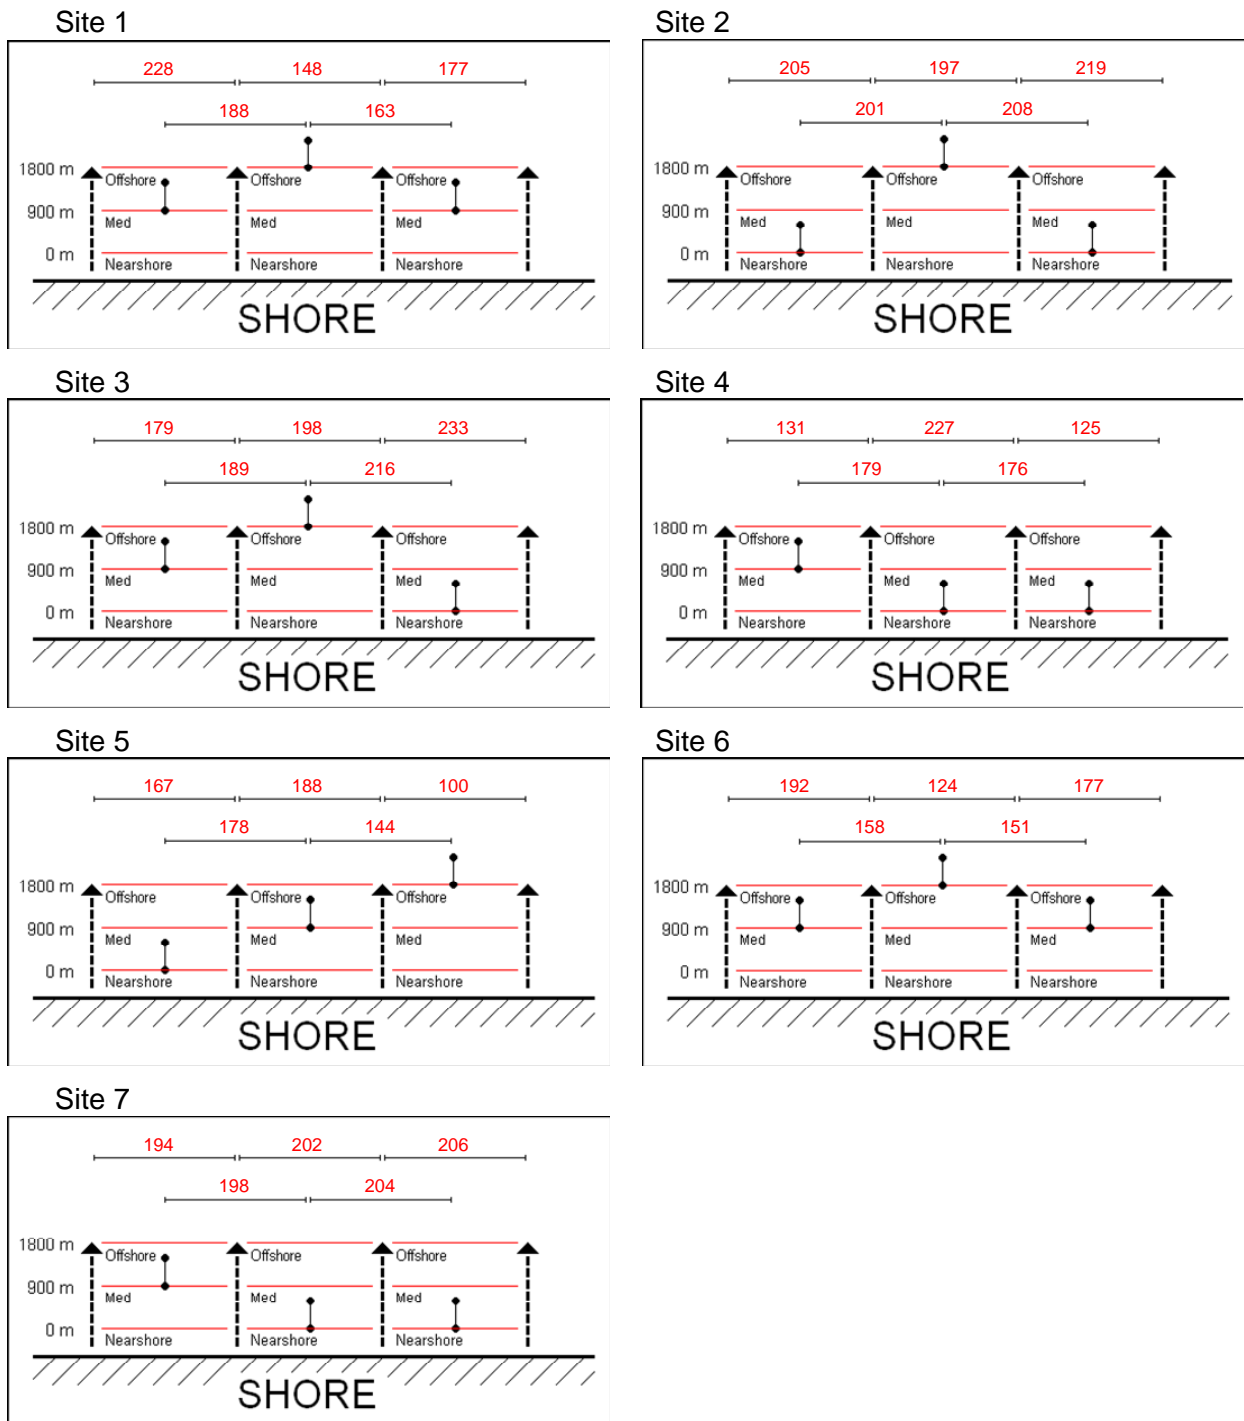 Site 1
228 148 177
188 163
1800 m
Offshore Offshore Offshore
900 m
Med Med Med
0 m
Nearshore Nearshore Nearshore
SHORE
Site 2
205 197 219
201 208
1800 m
Offshore Offshore Offshore
900 m
Med Med Med
0 m
Nearshore Nearshore Nearshore
SHORE
Site 3
179 198 233
189 216
1800 m
Offshore Offshore Offshore
900 m
Med Med Med
0 m
Nearshore Nearshore Nearshore
SHORE
Site 4
131 227 125
179 176
1800 m
Offshore Offshore Offshore
900 m
Med Med Med
0 m
Nearshore Nearshore Nearshore
SHORE
Site 5
167 188 100
178 144
1800 m
Offshore Offshore Offshore
900 m
Med Med Med
0 m
Nearshore Nearshore Nearshore
SHORE
Site 6
192 124 177
158 151
1800 m
Offshore Offshore Offshore
900 m
Med Med Med
0 m
Nearshore Nearshore Nearshore
SHORE
Site 7
194 202 206
198 204
1800 m
Offshore Offshore Offshore
900 m
Med Med Med
0 m
Nearshore Nearshore Nearshore
SHORE